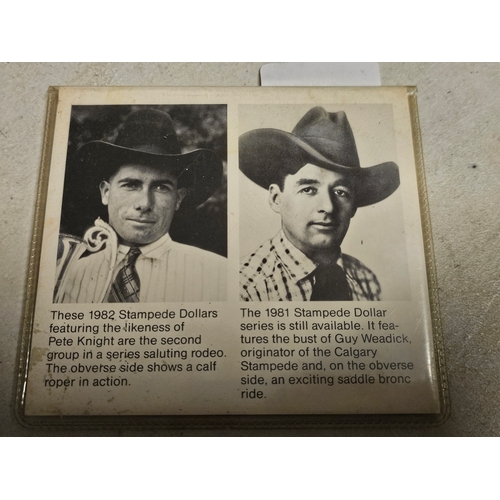 These 1982 Stampede Dollars
featuring the likeness of
Pete Knight are the second
group in a series saluting rodeo.
The obverse side shows a calf
roper in action.
The 1981 Stampede Dollar
series is still available. It fea-
tures the bust of Guy Weadick,
originator of the Calgary
Stampede and, on the obverse
side, an exciting saddle bronc
ride.